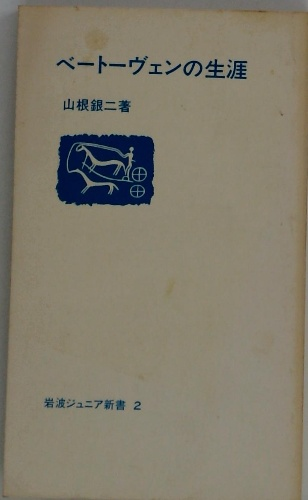 ベートーヴェンの生涯
山根銀二著
岩波ジュニア新書 2